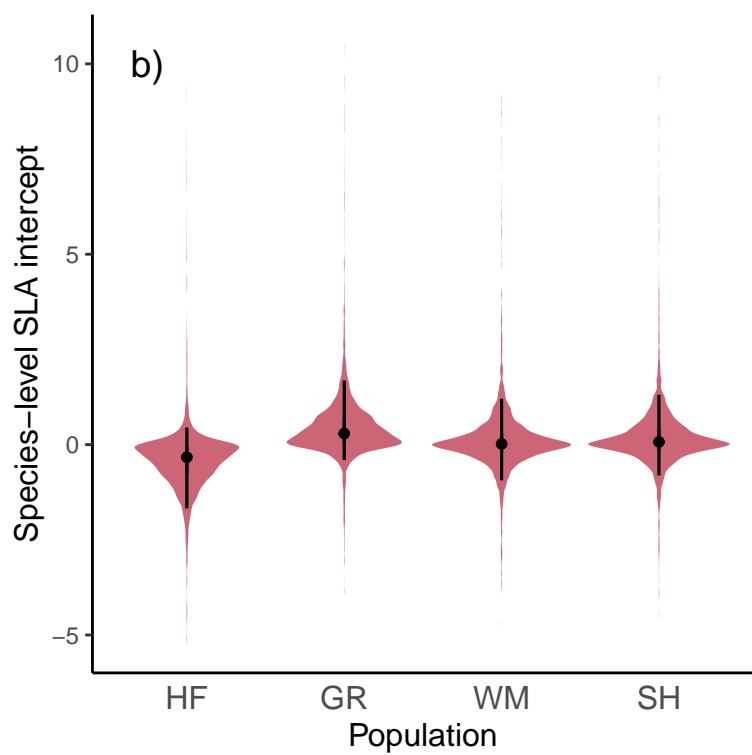 b)
Species−level SLA intercept
10
5
0
−5
HF GR WM SH
Population